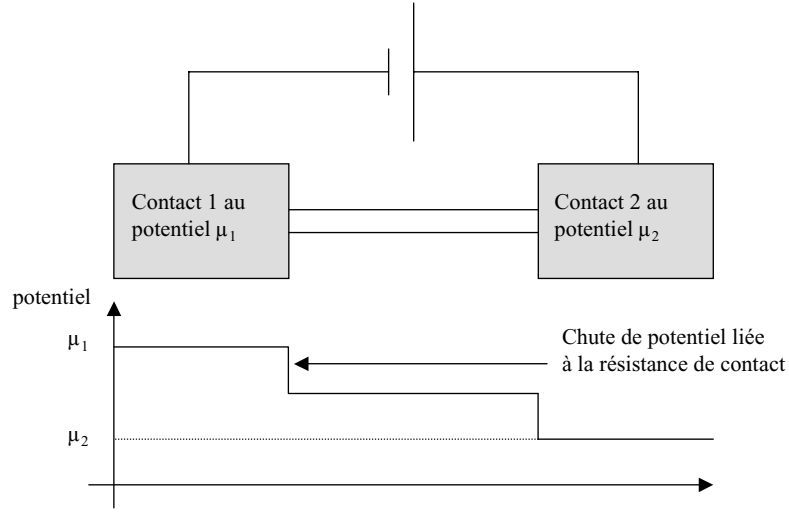 Contact 1 au
potentiel µ1
Contact 2 au
potentiel µ2
potentiel
µ1
Chute de potentiel liée
à la résistance de contact
µ2